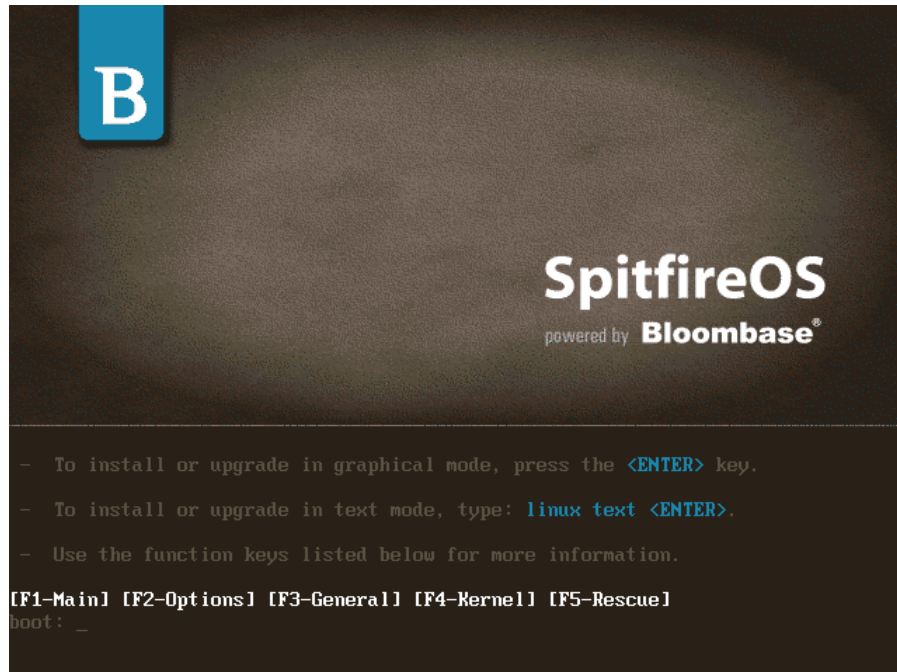 B
SpitfireOS
powered by Bloombase®
- To install or upgrade in graphical mode, press the <ENTER> key.
- To install or upgrade in text mode, type: linux text <ENTER>.
- Use the function keys listed below for more information.
[F1-Main] [F2-Options] [F3-General] [F4-Kernel] [F5-Rescue]
boot: _